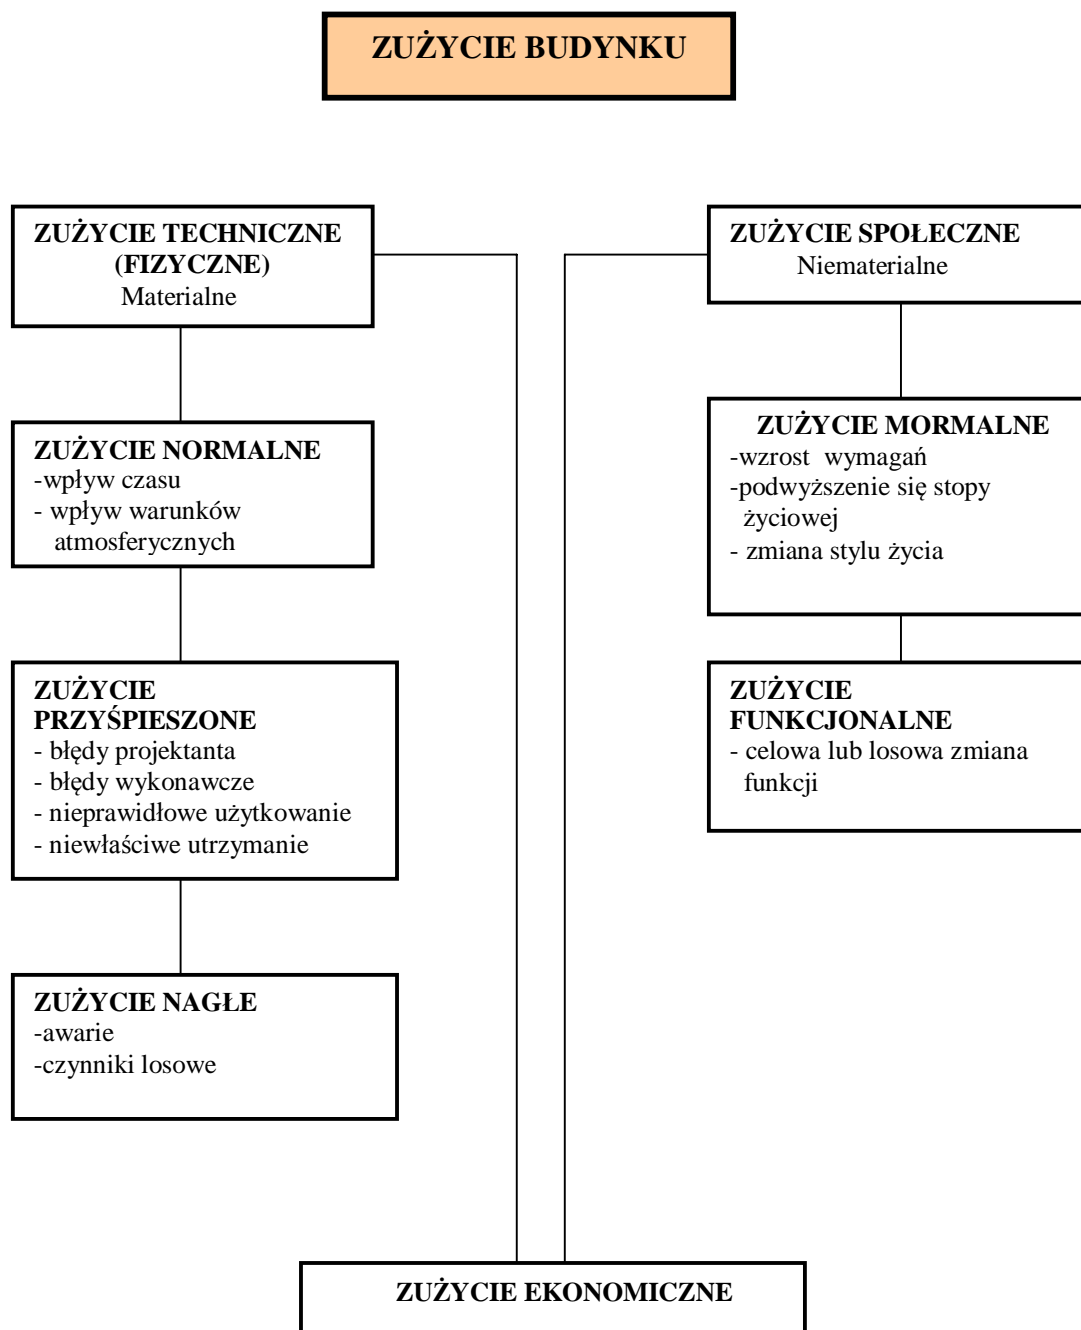 ZUŻYCIE BUDYNKU
ZUŻYCIE TECHNICZNE
(FIZYCZNE)
Materialne
ZUŻYCIE NORMALNE
-wpływ czasu
- wpływ warunków
atmosferycznych
ZUŻYCIE
PRZYŚPIESZONE
- błędy projektanta
- błędy wykonawcze
- nieprawidłowe użytkowanie
- niewłaściwe utrzymanie
ZUŻYCIE NAGŁE
-awarie
-czynniki losowe
ZUŻYCIE SPOŁECZNE
Niematerialne
ZUŻYCIE MORMALNE
-wzrost  wymagań
-podwyższenie się stopy
życiowej
- zmiana stylu życia
ZUŻYCIE
FUNKCJONALNE
- celowa lub losowa zmiana
funkcji
ZUŻYCIE EKONOMICZNE